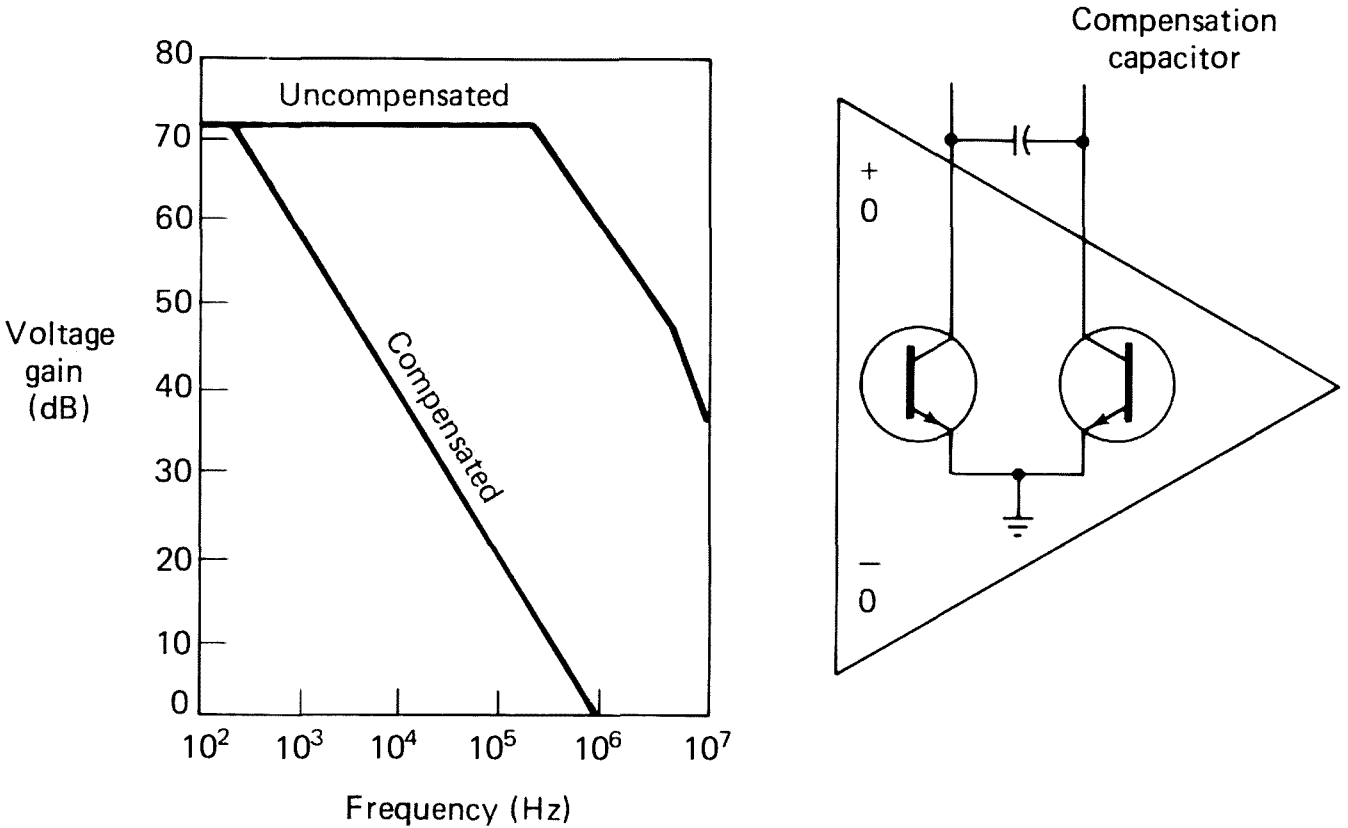 Compensation
capacitor
80
70
60
50
40
30
20
10
0
Uncompensated
Compensated
Voltage
gain
(dB)
10² 10³ 10⁴ 10⁵ 10⁶ 10⁷
Frequency (Hz)
+
0
−
0